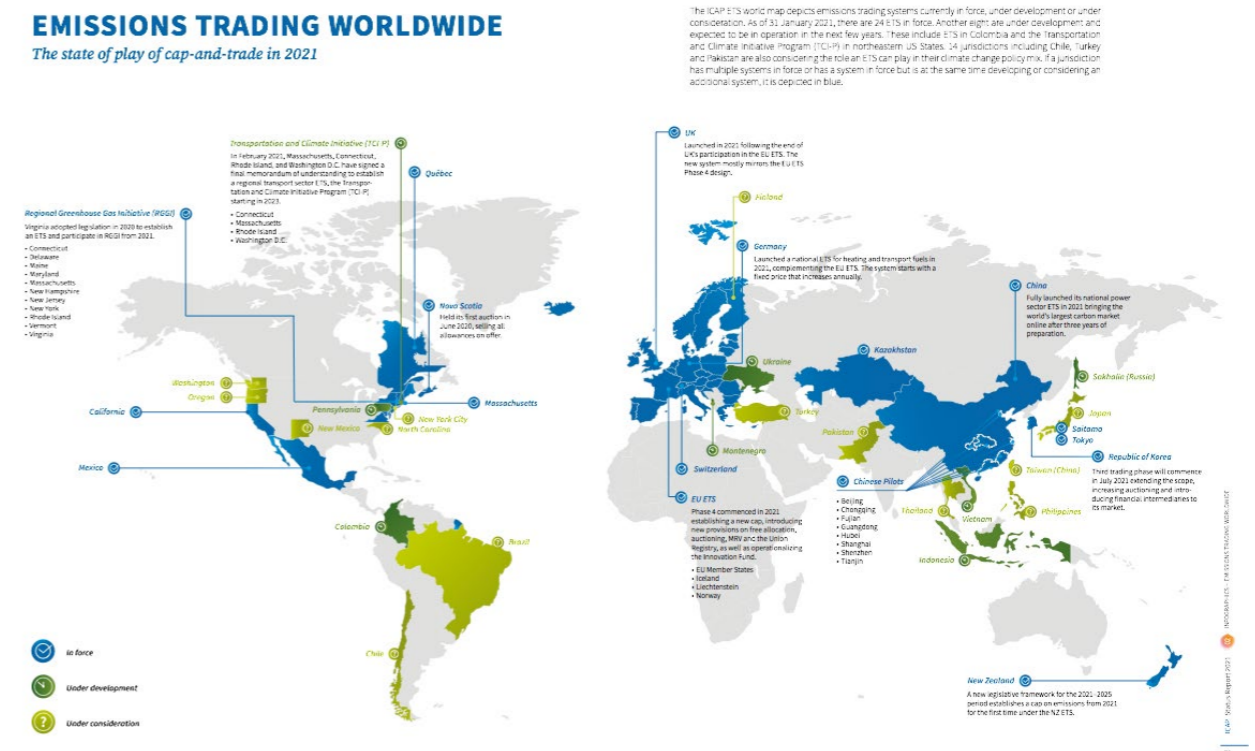 EMISSIONS TRADING WORLDWIDE
The state of play of cap-and-trade in 2021
The ICAP ETS world map depicts emissions trading systems currently in force, under development or under
consideration. As of 31 January 2021, there are 24 ETS in force. Another eight are under development and
expected to be in operation in the next few years. These include ETS in Colombia and the Transportation
and Climate Initiative Program (TCI-P) in northeastern US States. 14 jurisdictions including Chile, Turkey
and Pakistan are also considering the role an ETS can play in their climate change policy mix. If a jurisdiction
has multiple systems in force or has a system in force but is at the same time developing or considering an
additional system, it is depicted in blue.
Transportation and Climate Initiative (TCI-P)
In February 2021, Massachusetts, Connecticut,
Rhode Island, and Washington D.C. have signed a
final memorandum of understanding to establish
a regional transport sector ETS, the Transpor-
tation and Climate Initiative Program (TCI-P)
starting in 2023.
• Connecticut
• Massachusetts
• Rhode Island
• Washington D.C.
Québec
Regional Greenhouse Gas Initiative (RGGI)
Virginia adopted legislation in 2020 to establish
an ETS and participate in RGGI from 2021.
• Connecticut
• Delaware
• Maine
• Maryland
• Massachusetts
• New Hampshire
• New Jersey
• New York
• Rhode Island
• Vermont
• Virginia
Nova Scotia
Held its first auction in
June 2020, selling all
allowances on offer.
Washington
Oregon
California
Pennsylvania
New Mexico
New York City
North Carolina
Massachusetts
Mexico
Colombia
Brazil
Chile
UK
Launched in 2021 following the end of
UK's participation in the EU ETS. The
new system mostly mirrors the EU ETS
Phase 4 design.
Finland
Germany
Launched a national ETS for heating and transport fuels in
2021, complementing the EU ETS. The system starts with a
fixed price that increases annually.
China
Fully launched its national power
sector ETS in 2021 bringing the
world's largest carbon market
online after three years of
preparation.
Kazakhstan
Ukraine
Sakhalin (Russia)
Turkey
Japan
Pakistan
Saitama
Tokyo
Montenegro
Republic of Korea
Third trading phase will commence
in July 2021 extending the scope,
increasing auctioning and intro-
ducing financial intermediaries to
its market.
Switzerland
Taiwan (China)
Chinese Pilots
• Beijing
• Chongqing
• Fujian
• Guangdong
• Hubei
• Shanghai
• Shenzhen
• Tianjin
EU ETS
Phase 4 commenced in 2021
establishing a new cap, introducing
new provisions on free allocation,
auctioning, MRV and the Union
Registry, as well as operationalizing
the Innovation Fund.
• EU Member States
• Iceland
• Liechtenstein
• Norway
Thailand
Vietnam
Philippines
Indonesia
New Zealand
A new legislative framework for the 2021-2025
period establishes a cap on emissions from 2021
for the first time under the NZ ETS.
In force
Under development
Under consideration
ICAP Status Report 2021
INFOGRAPHICS - EMISSIONS TRADING WORLDWIDE